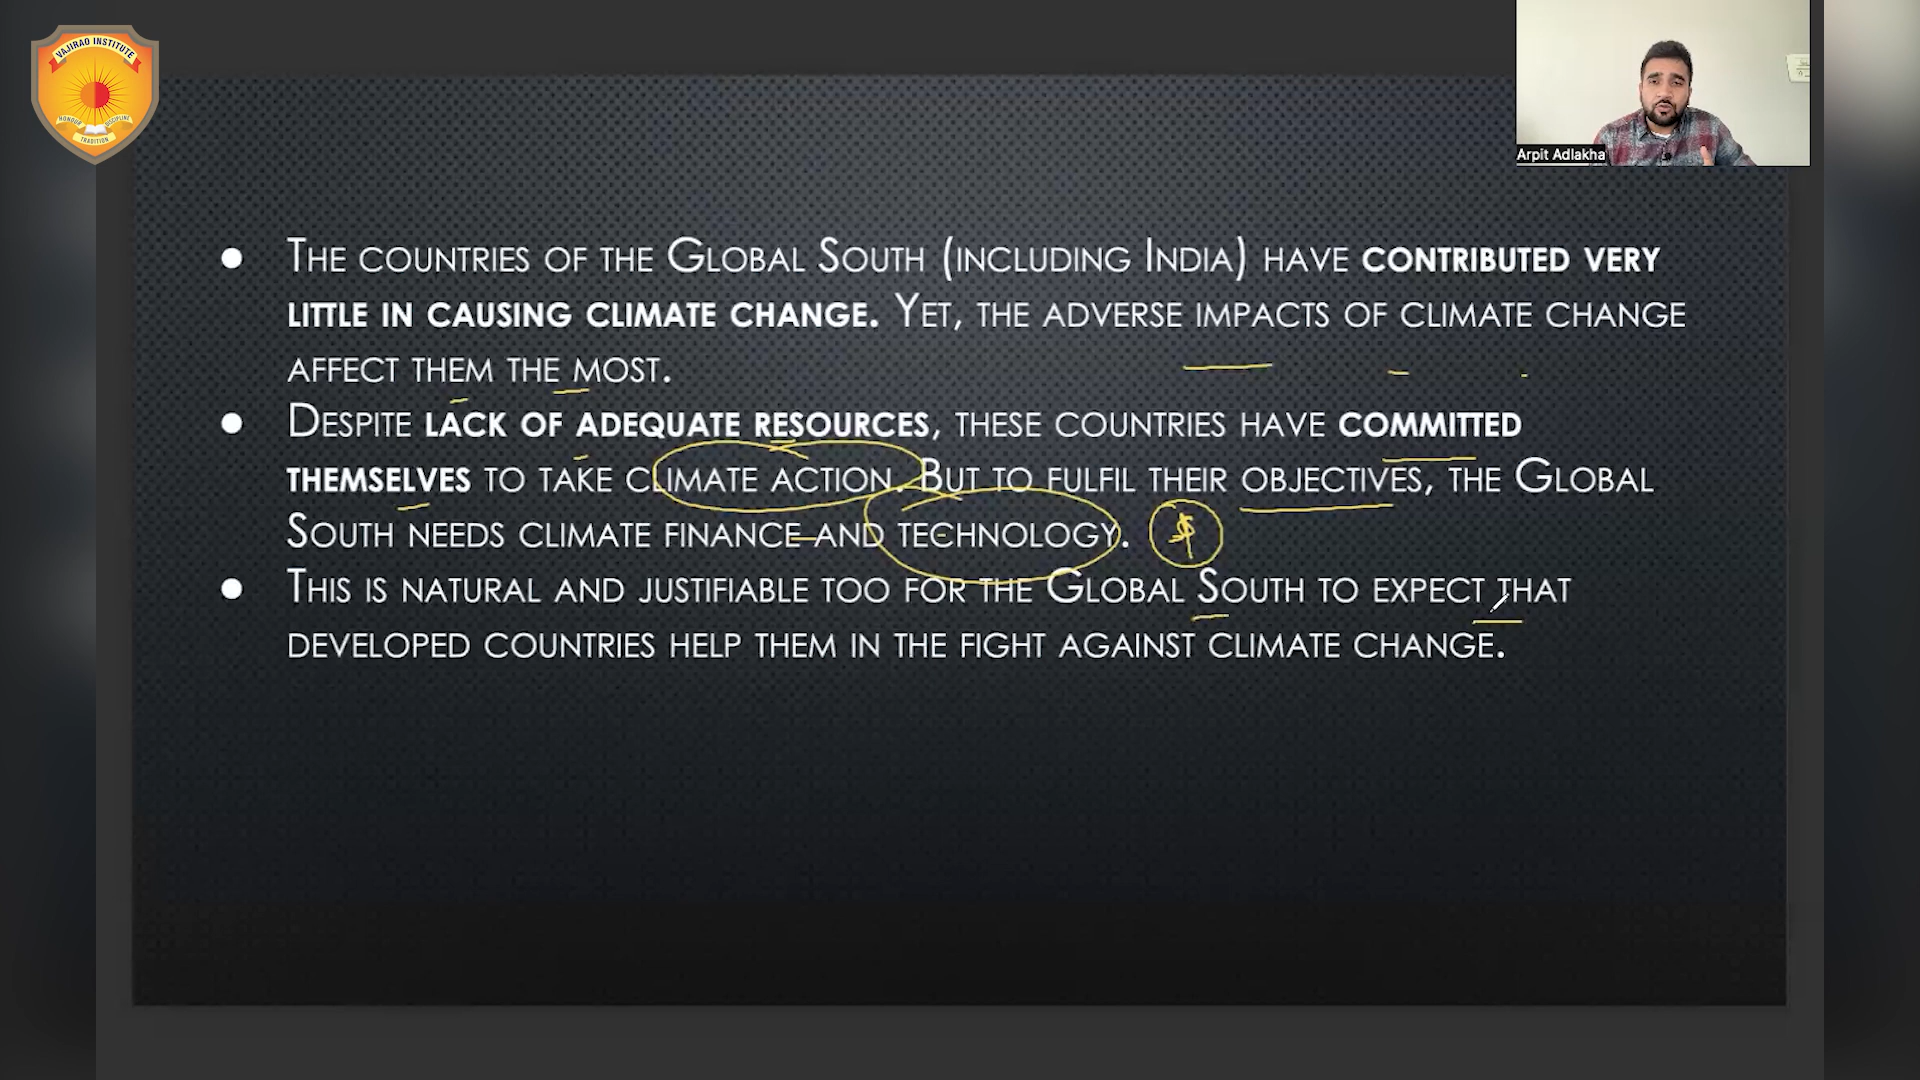 VAJIRAO INSTITUTE
HONOUR
DISCIPLINE
TRADITION
Arpit Adlakha
● THE COUNTRIES OF THE GLOBAL SOUTH (INCLUDING INDIA) HAVE CONTRIBUTED VERY
LITTLE IN CAUSING CLIMATE CHANGE. YET, THE ADVERSE IMPACTS OF CLIMATE CHANGE
AFFECT THEM THE MOST.
● DESPITE LACK OF ADEQUATE RESOURCES, THESE COUNTRIES HAVE COMMITTED
THEMSELVES TO TAKE CLIMATE ACTION. BUT TO FULFIL THEIR OBJECTIVES, THE GLOBAL
SOUTH NEEDS CLIMATE FINANCE AND TECHNOLOGY. $
● THIS IS NATURAL AND JUSTIFIABLE TOO FOR THE GLOBAL SOUTH TO EXPECT THAT
DEVELOPED COUNTRIES HELP THEM IN THE FIGHT AGAINST CLIMATE CHANGE.